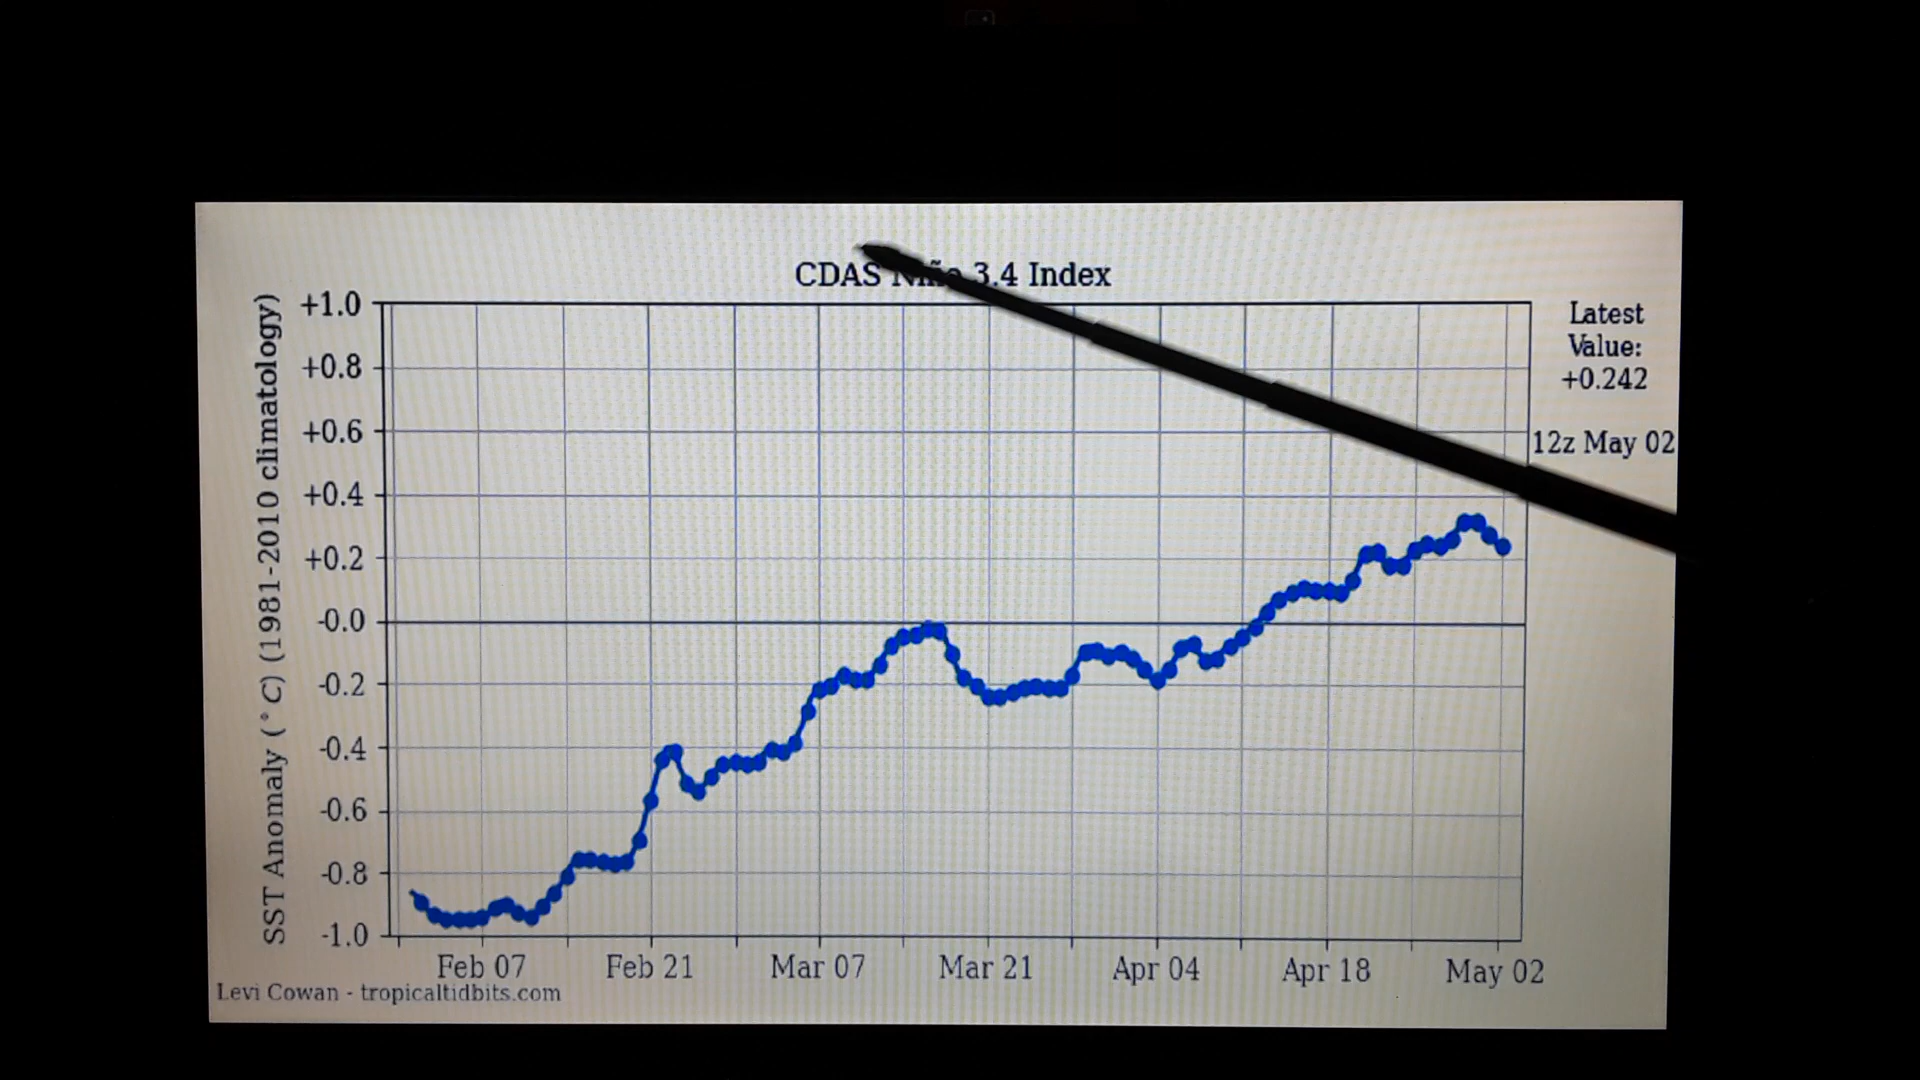 CDAS Niño 3.4 Index
SST Anomaly (°C) (1981-2010 climatology)
+1.0
+0.8
+0.6
+0.4
+0.2
-0.0
-0.2
-0.4
-0.6
-0.8
-1.0
Feb 07 Feb 21 Mar 07 Mar 21 Apr 04 Apr 18 May 02
Latest
Value:
+0.242
12z May 02
Levi Cowan - tropicaltidbits.com